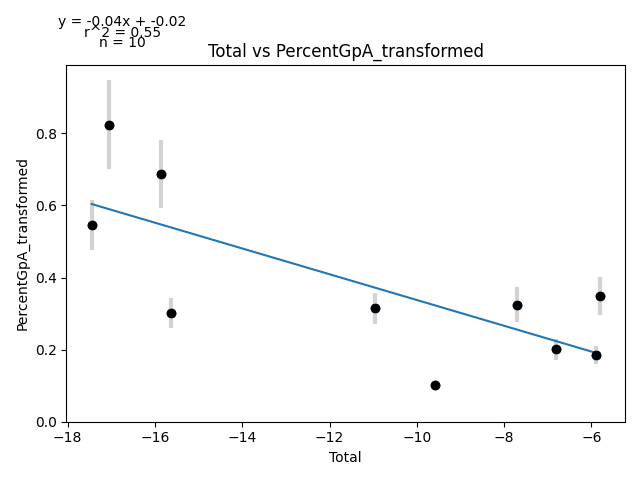 y = -0.04x + -0.02
r^2 = 0.55
n = 10
Total vs PercentGpA_transformed
PercentGpA_transformed
0.8
0.6
0.4
0.2
0.0
−18
−16
−14
−12
−10
−8
−6
Total